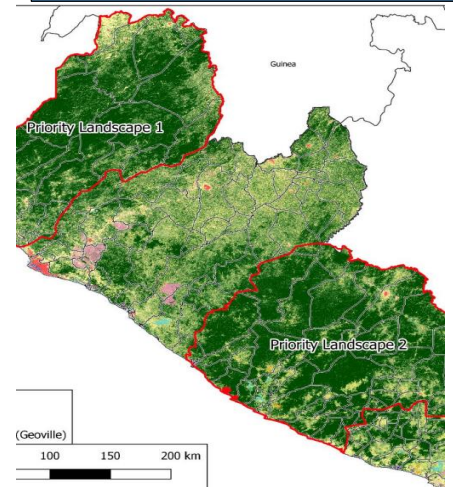 Guinea
Priority Landscape 1
Priority Landscape 2
(Geoville)
100 150 200 km